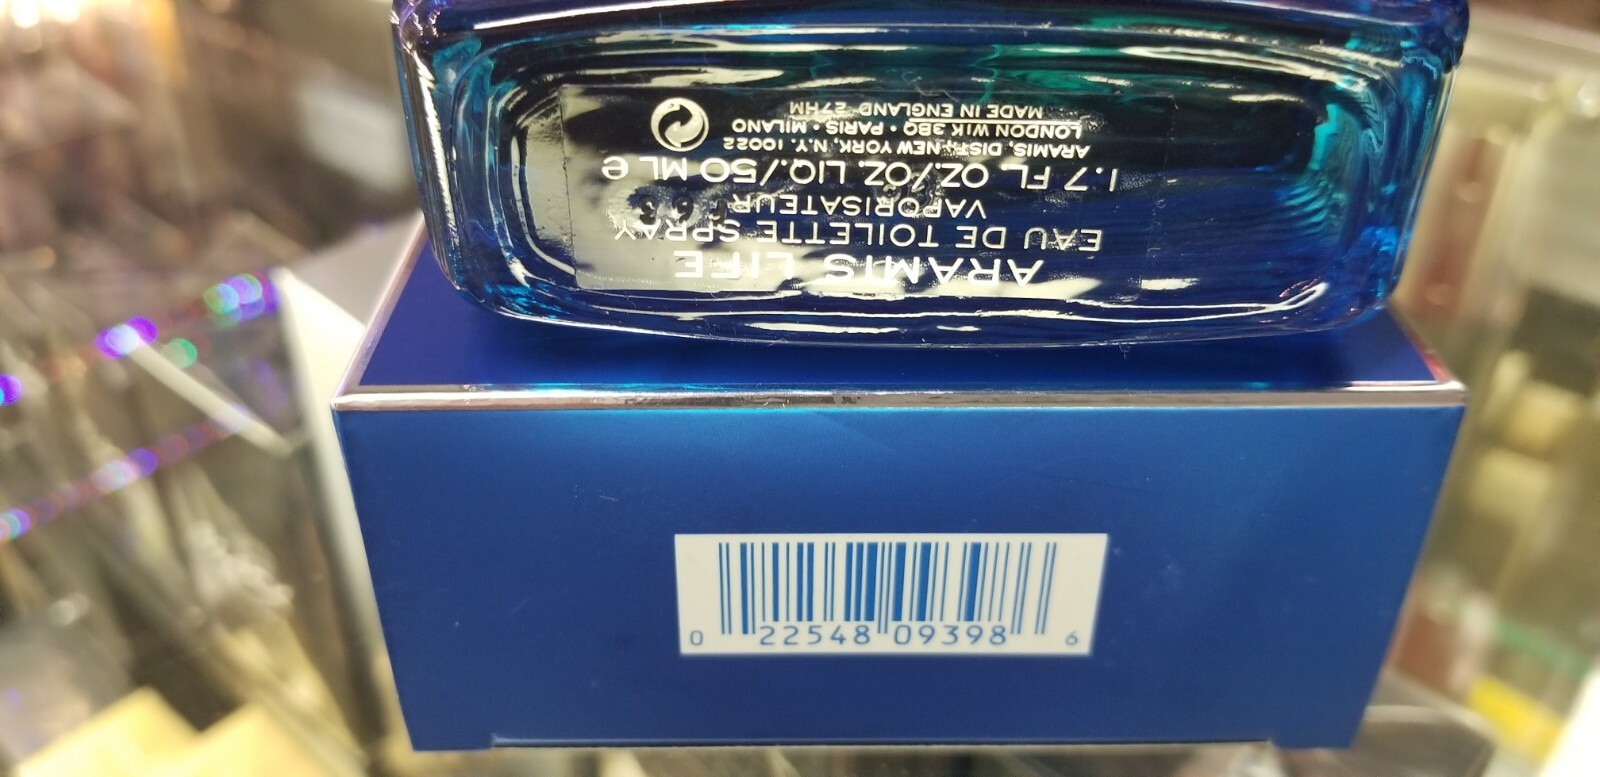 ARAMIS LIFE
EAU DE TOILETTE SPRAY
VAPORISATEUR
1.7 FL. OZ./OZ. LIQ./50 ML e
ARAMIS, DIST., NEW YORK, N.Y. 10022
LONDON W1K 3BQ • PARIS • MILANO
MADE IN ENGLAND 27HM
0 22548 09398 6